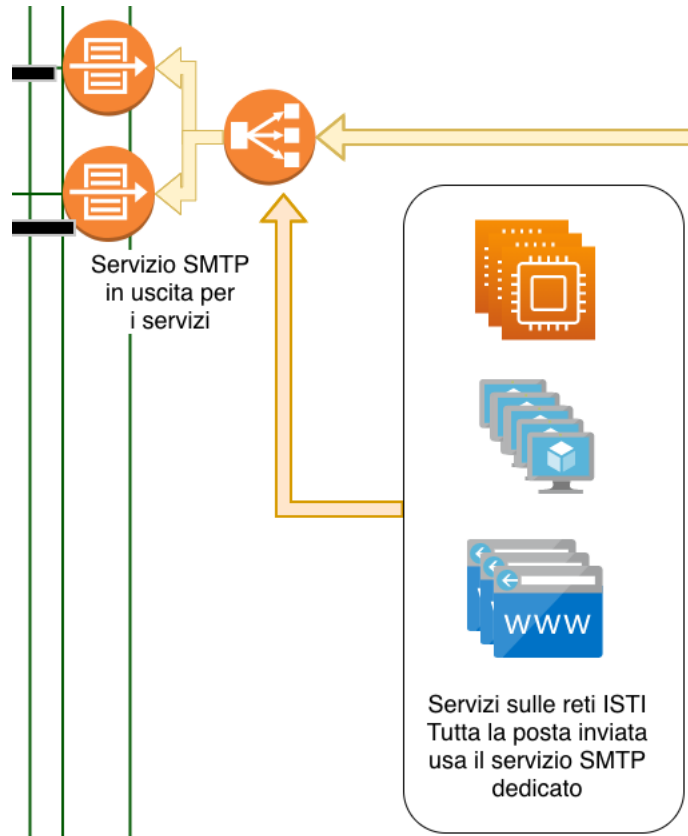 Servizio SMTP
in uscita per
i servizi
www
Servizi sulle reti ISTI
Tutta la posta inviata
usa il servizio SMTP
dedicato